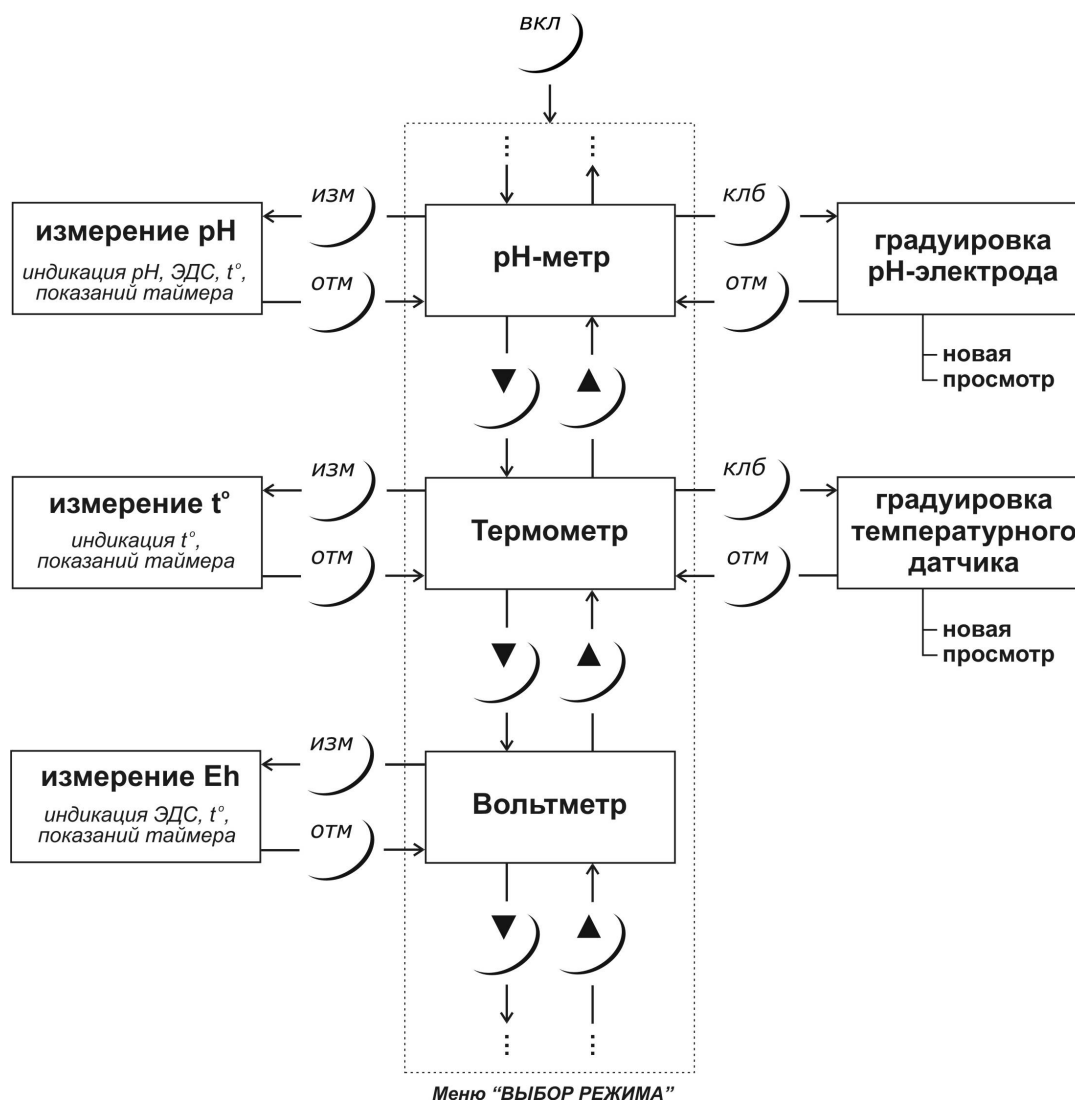 вкл
изм
клб
измерение pH
индикация pH, ЭДС, t°,
показаний таймера
отм
pH-метр
градуировка
pH-электрода
отм
новая
просмотр
▼
▲
изм
клб
измерение t°
индикация t°,
показаний таймера
отм
Термометр
градуировка
температурного
датчика
отм
новая
просмотр
▼
▲
изм
измерение Eh
индикация ЭДС, t°,
показаний таймера
отм
Вольтметр
▼
▲
Меню “ВЫБОР РЕЖИМА”